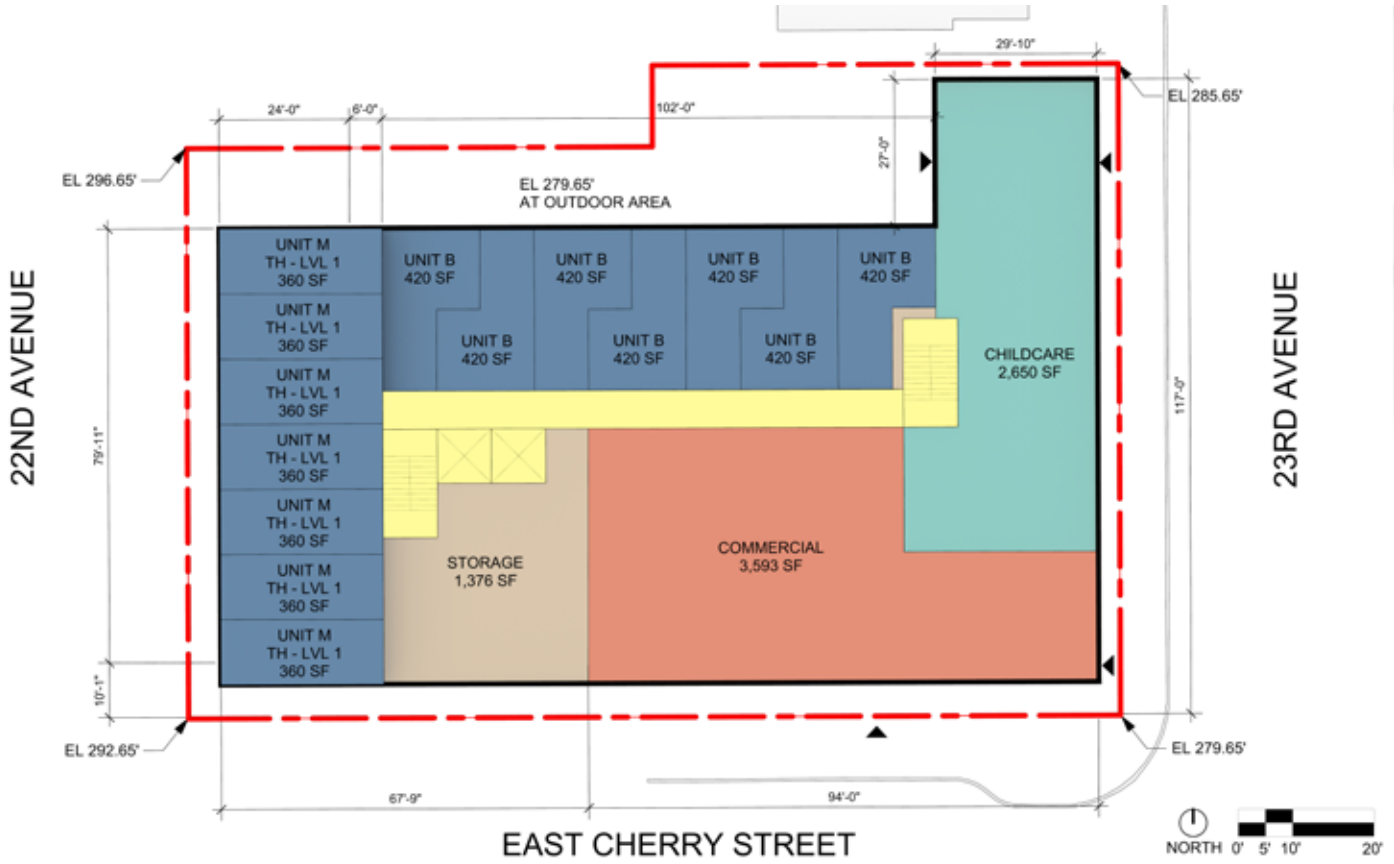 29'-10"
EL 285.65'
24'-0"
6'-0"
102'-0"
27'-0"
EL 296.65'
EL 279.65'
AT OUTDOOR AREA
22ND AVENUE
23RD AVENUE
79'-11"
10'-1"
117'-0"
UNIT M
TH - LVL 1
360 SF
UNIT M
TH - LVL 1
360 SF
UNIT M
TH - LVL 1
360 SF
UNIT M
TH - LVL 1
360 SF
UNIT M
TH - LVL 1
360 SF
UNIT M
TH - LVL 1
360 SF
UNIT M
TH - LVL 1
360 SF
UNIT B
420 SF
UNIT B
420 SF
UNIT B
420 SF
UNIT B
420 SF
UNIT B
420 SF
UNIT B
420 SF
UNIT B
420 SF
CHILDCARE
2,650 SF
STORAGE
1,376 SF
COMMERCIAL
3,593 SF
EL 292.65'
EL 279.65'
67'-9"
94'-0"
EAST CHERRY STREET
NORTH
0' 5' 10' 20'